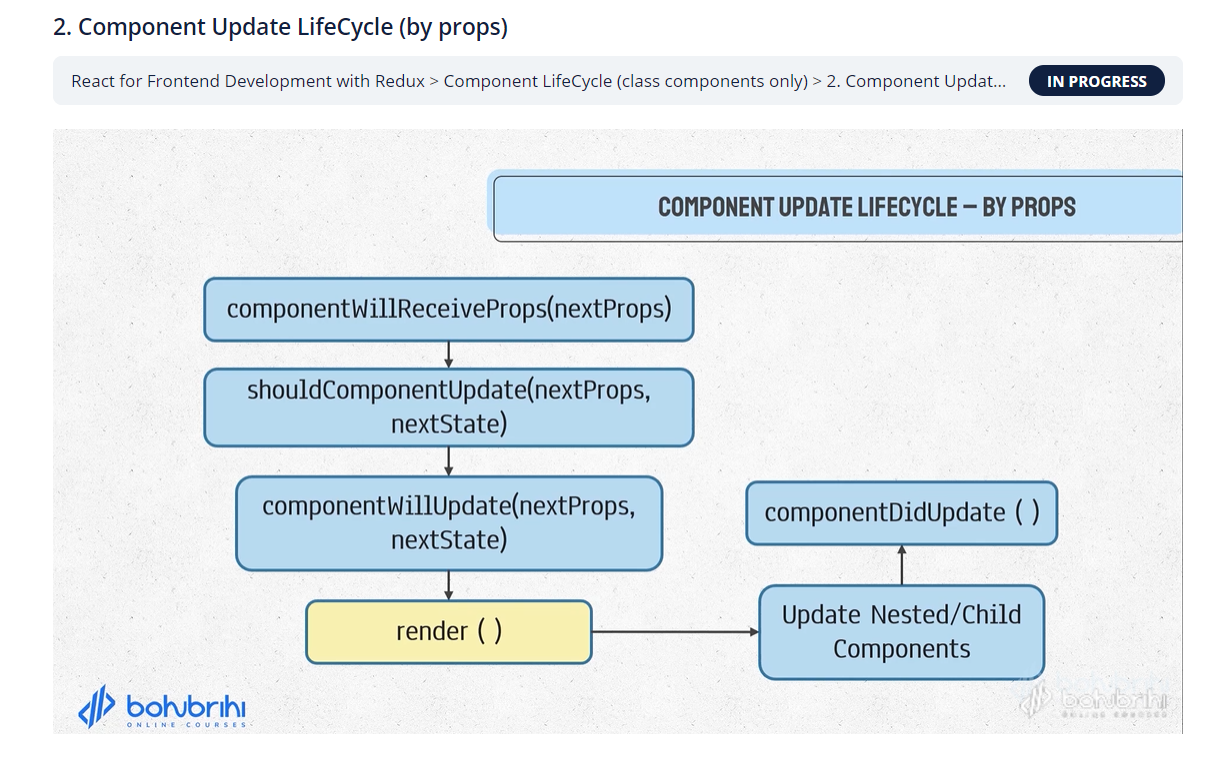 2. Component Update LifeCycle (by props)
React for Frontend Development with Redux > Component LifeCycle (class components only) > 2. Component Updat...
IN PROGRESS
COMPONENT UPDATE LIFECYCLE – BY PROPS
componentWillReceiveProps(nextProps)
shouldComponentUpdate(nextProps,
nextState)
componentWillUpdate(nextProps,
nextState)
render ( )
componentDidUpdate ( )
Update Nested/Child
Components
bohubrihi
ONLINE COURSES
bohubrihi
ONLINE COURSES